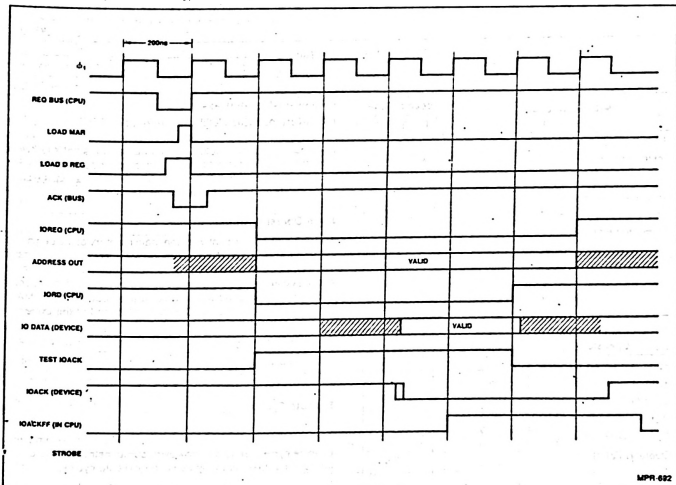 200ns
ϕ1
REQ BUS (CPU)
LOAD MAR
LOAD D REG
ACK (BUS)
IOREQ (CPU)
ADDRESS OUT
VALID
IORD (CPU)
IO DATA (DEVICE)
VALID
TEST IOACK
IOACK (DEVICE)
IOACKFF (IN CPU)
STROBE
MPR-692